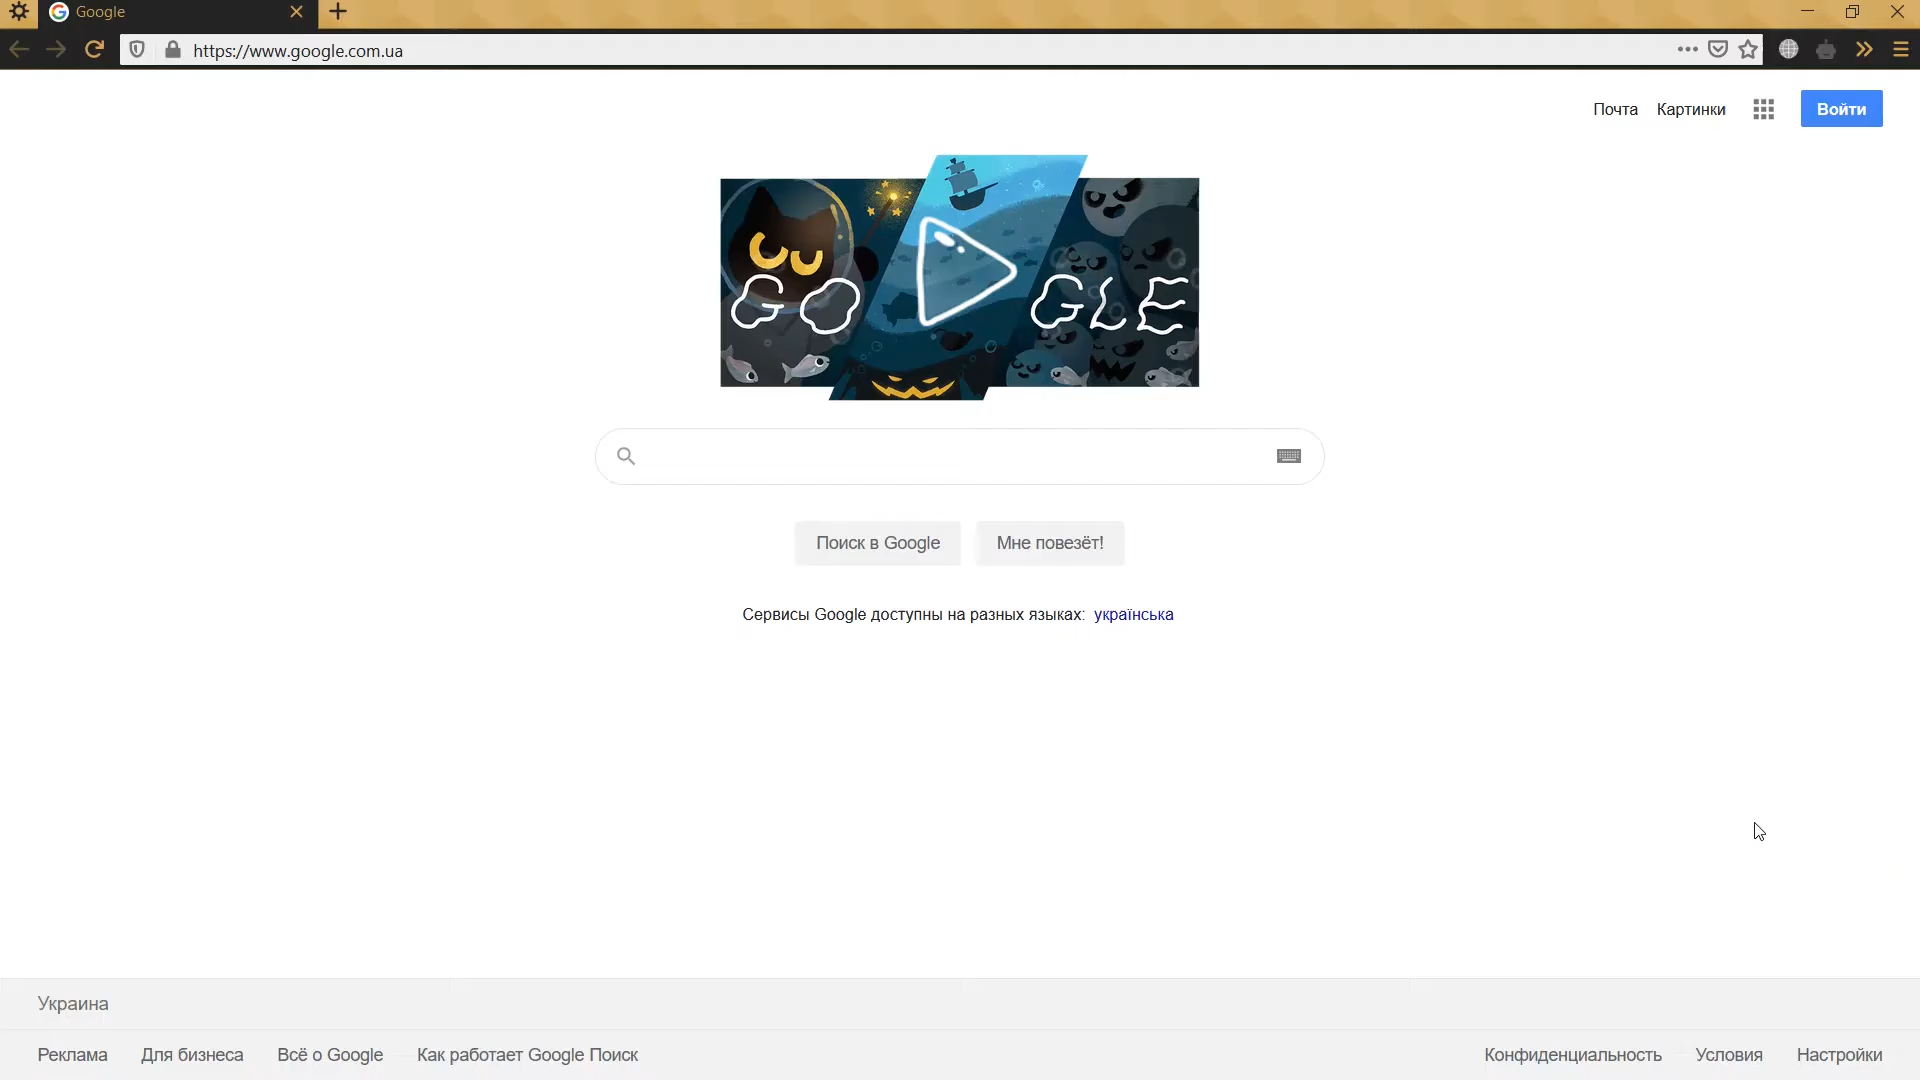 Google
https://www.google.com.ua
Почта Картинки Войти
GO GLE
Поиск в Google Мне повезёт!
Сервисы Google доступны на разных языках: українська
Украина
Реклама Для бизнеса Всё о Google Как работает Google Поиск Конфиденциальность Условия Настройки